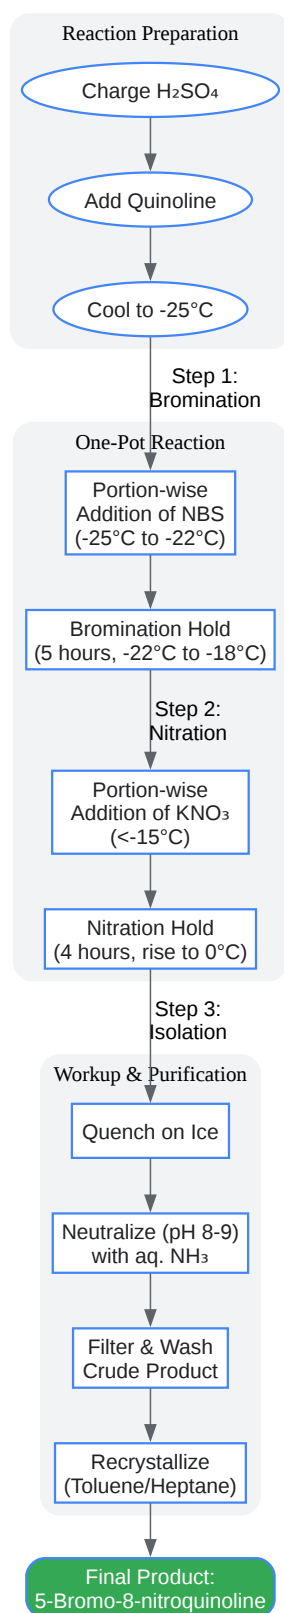 Reaction Preparation
Charge H₂SO₄
Add Quinoline
Cool to -25°C
Step 1:
Bromination
One-Pot Reaction
Portion-wise
Addition of NBS
(-25°C to -22°C)
Bromination Hold
(5 hours, -22°C to -18°C)
Step 2:
Nitration
Portion-wise
Addition of KNO₃
(<-15°C)
Nitration Hold
(4 hours, rise to 0°C)
Step 3:
Isolation
Workup & Purification
Quench on Ice
Neutralize (pH 8-9)
with aq. NH₃
Filter & Wash
Crude Product
Recrystallize
(Toluene/Heptane)
Final Product:
5-Bromo-8-nitroquinoline